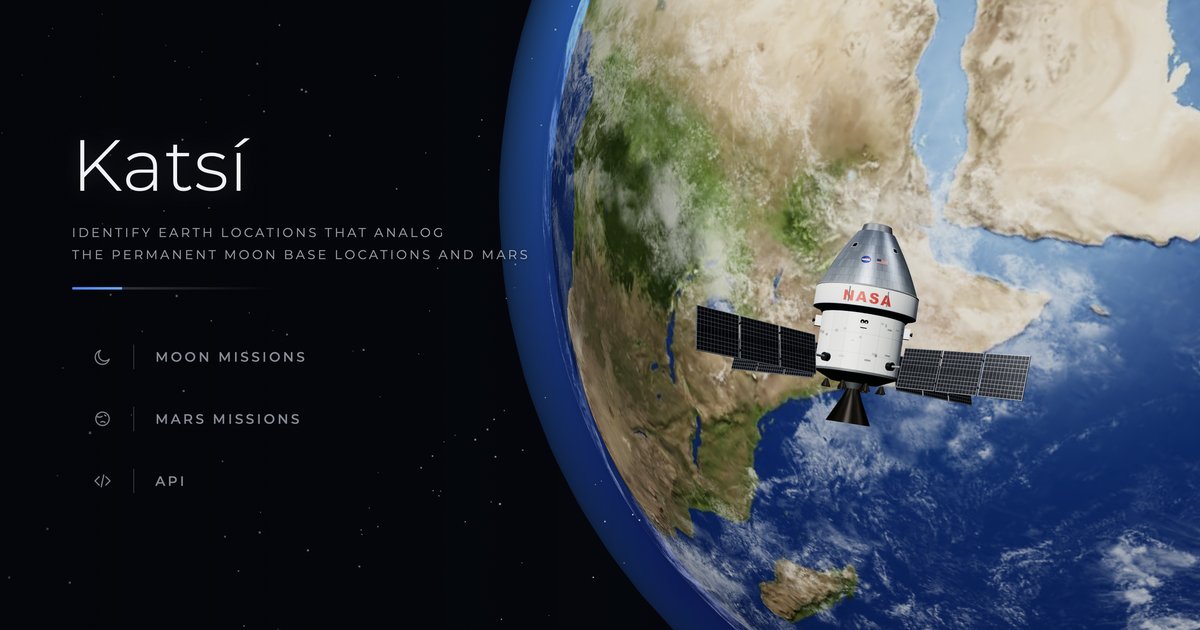 Katsí
IDENTIFY EARTH LOCATIONS THAT ANALOG
THE PERMANENT MOON BASE LOCATIONS AND MARS
MOON MISSIONS
MARS MISSIONS
API
NASA